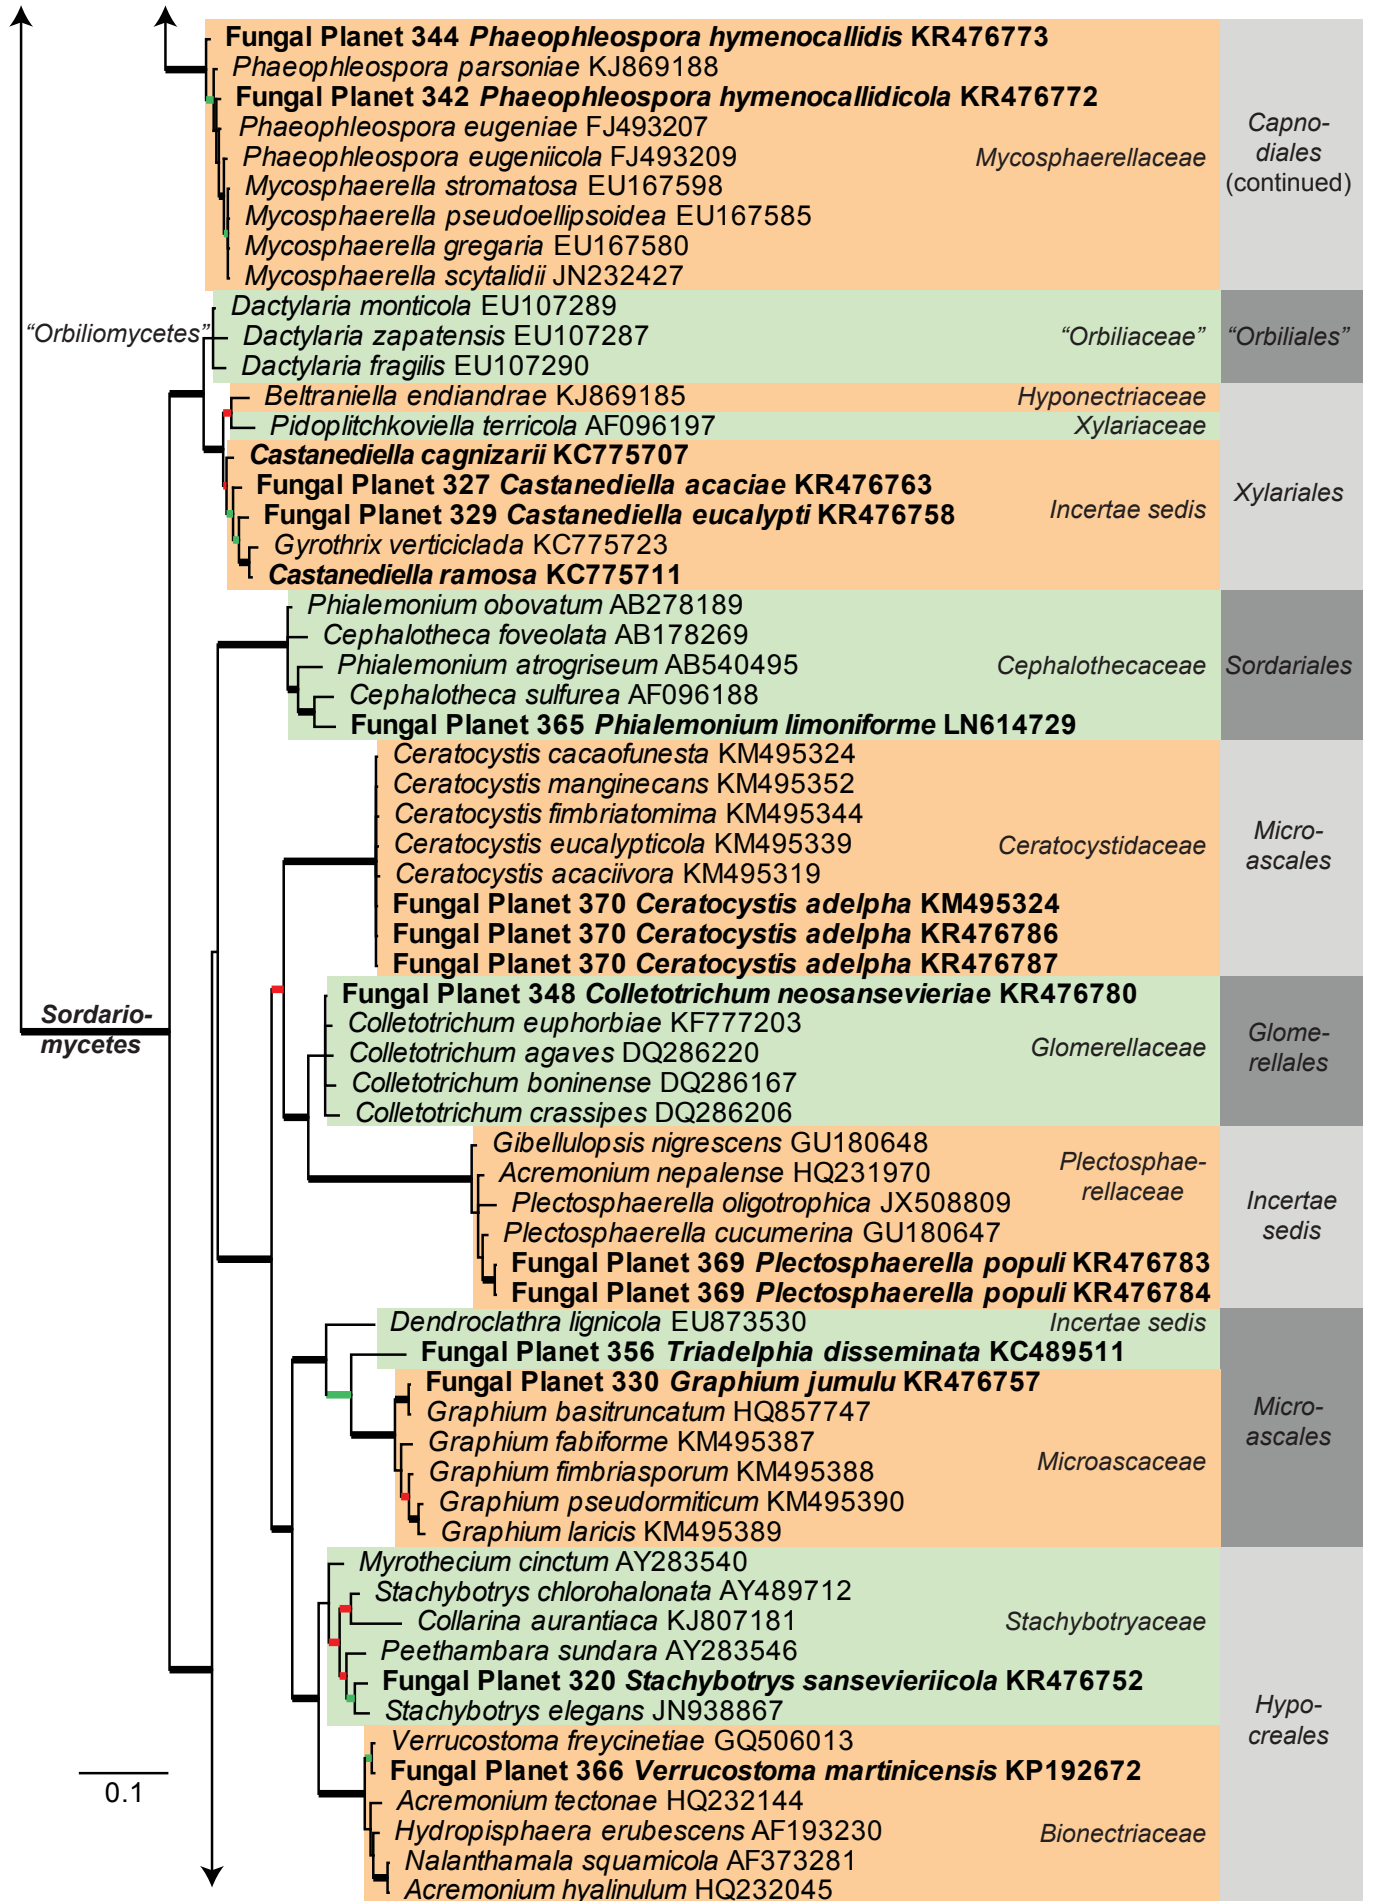 Fungal Planet 344 Phaeophleospora hymenocallidis KR476773
Phaeophleospora parsoniae KJ869188
Fungal Planet 342 Phaeophleospora hymenocallidicola KR476772
Phaeophleospora eugeniae FJ493207
Phaeophleospora eugeniicola FJ493209
Mycosphaerella stromatosa EU167598
Mycosphaerella pseudoellipsoidea EU167585
Mycosphaerella gregaria EU167580
Mycosphaerella scytalidii JN232427
Mycosphaerellaceae
Capno-
diales
(continued)
“Orbiliomycetes”
Dactylaria monticola EU107289
Dactylaria zapatensis EU107287
Dactylaria fragilis EU107290
“Orbiliaceae”
“Orbiliales”
Beltraniella endiandrae KJ869185
Hyponectriaceae
Pidoplitchkoviella terricola AF096197
Xylariaceae
Castanediella cagnizarii KC775707
Fungal Planet 327 Castanediella acaciae KR476763
Fungal Planet 329 Castanediella eucalypti KR476758
Gyrothrix verticiclada KC775723
Castanediella ramosa KC775711
Incertae sedis
Xylariales
Phialemonium obovatum AB278189
Cephalotheca foveolata AB178269
Phialemonium atrogriseum AB540495
Cephalotheca sulfurea AF096188
Fungal Planet 365 Phialemonium limoniforme LN614729
Cephalothecaceae
Sordariales
Ceratocystis cacaofunesta KM495324
Ceratocystis manginecans KM495352
Ceratocystis fimbriatomima KM495344
Ceratocystis eucalypticola KM495339
Ceratocystis acaciivora KM495319
Fungal Planet 370 Ceratocystis adelpha KM495324
Fungal Planet 370 Ceratocystis adelpha KR476786
Fungal Planet 370 Ceratocystis adelpha KR476787
Ceratocystidaceae
Micro-
ascales
Sordario-
mycetes
Fungal Planet 348 Colletotrichum neosansevieriae KR476780
Colletotrichum euphorbiae KF777203
Colletotrichum agaves DQ286220
Colletotrichum boninense DQ286167
Colletotrichum crassipes DQ286206
Glomerellaceae
Glome-
rellales
Gibellulopsis nigrescens GU180648
Acremonium nepalense HQ231970
Plectosphaerella oligotrophica JX508809
Plectosphaerella cucumerina GU180647
Fungal Planet 369 Plectosphaerella populi KR476783
Fungal Planet 369 Plectosphaerella populi KR476784
Plectosphae-
rellaceae
Incertae
sedis
Dendroclathra lignicola EU873530
Fungal Planet 356 Triadelphia disseminata KC489511
Incertae sedis
Fungal Planet 330 Graphium jumulu KR476757
Graphium basitruncatum HQ857747
Graphium fabiforme KM495387
Graphium fimbriasporum KM495388
Graphium pseudormiticum KM495390
Graphium laricis KM495389
Microascaceae
Micro-
ascales
Myrothecium cinctum AY283540
Stachybotrys chlorohalonata AY489712
Collarina aurantiaca KJ807181
Peethambara sundara AY283546
Fungal Planet 320 Stachybotrys sansevieriicola KR476752
Stachybotrys elegans JN938867
Stachybotryaceae
Verrucostoma freycinetiae GQ506013
Fungal Planet 366 Verrucostoma martinicensis KP192672
Acremonium tectonae HQ232144
Hydropisphaera erubescens AF193230
Nalanthamala squamicola AF373281
Acremonium hyalinulum HQ232045
Bionectriaceae
Hypo-
creales
0.1